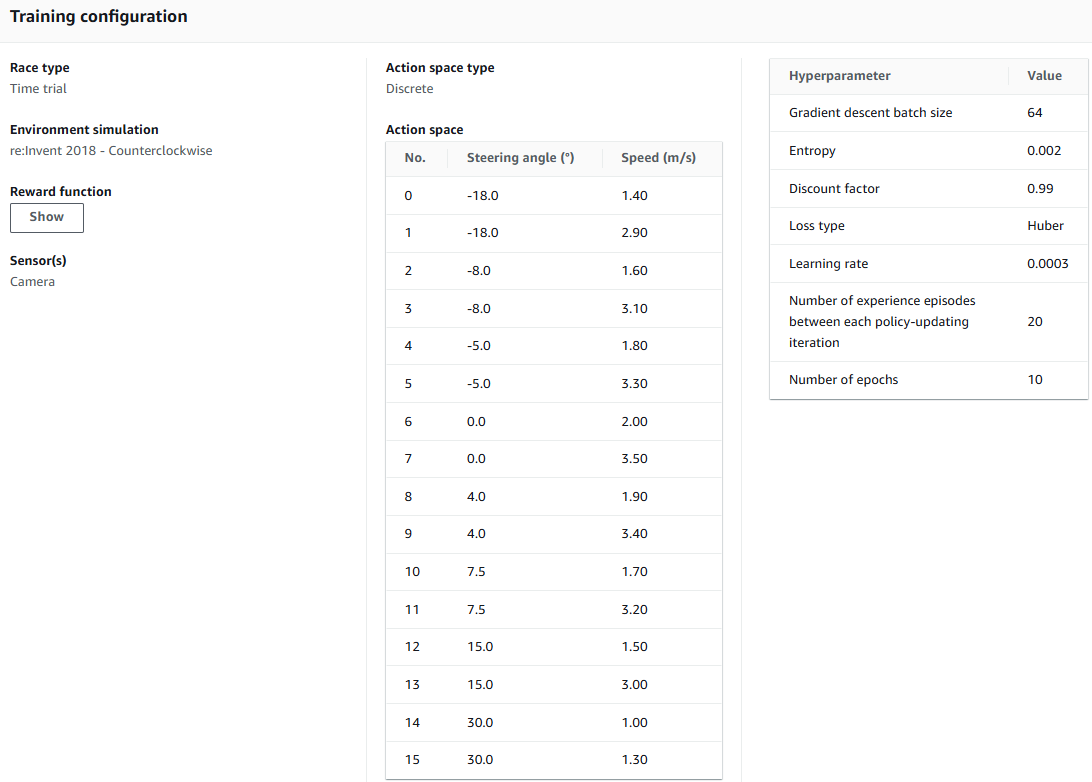 Training configuration
Race type
Time trial
Environment simulation
re:Invent 2018 - Counterclockwise
Reward function
Show
Sensor(s)
Camera
Action space type
Discrete
Action space
No. Steering angle (°) Speed (m/s)
0 -18.0 1.40
1 -18.0 2.90
2 -8.0 1.60
3 -8.0 3.10
4 -5.0 1.80
5 -5.0 3.30
6 0.0 2.00
7 0.0 3.50
8 4.0 1.90
9 4.0 3.40
10 7.5 1.70
11 7.5 3.20
12 15.0 1.50
13 15.0 3.00
14 30.0 1.00
15 30.0 1.30
Hyperparameter Value
Gradient descent batch size 64
Entropy 0.002
Discount factor 0.99
Loss type Huber
Learning rate 0.0003
Number of experience episodes
between each policy-updating 20
iteration
Number of epochs 10